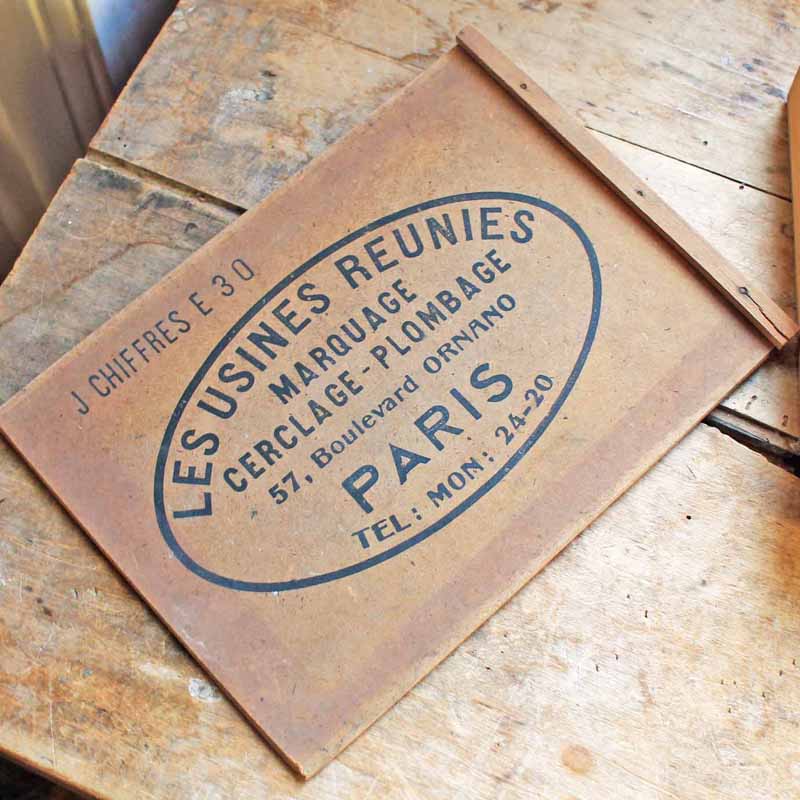 J CHIFFRES E 30
LES USINES REUNIES
MARQUAGE
CERCLAGE - PLOMBAGE
57, Boulevard ORNANO
PARIS
TEL: MON: 24-20